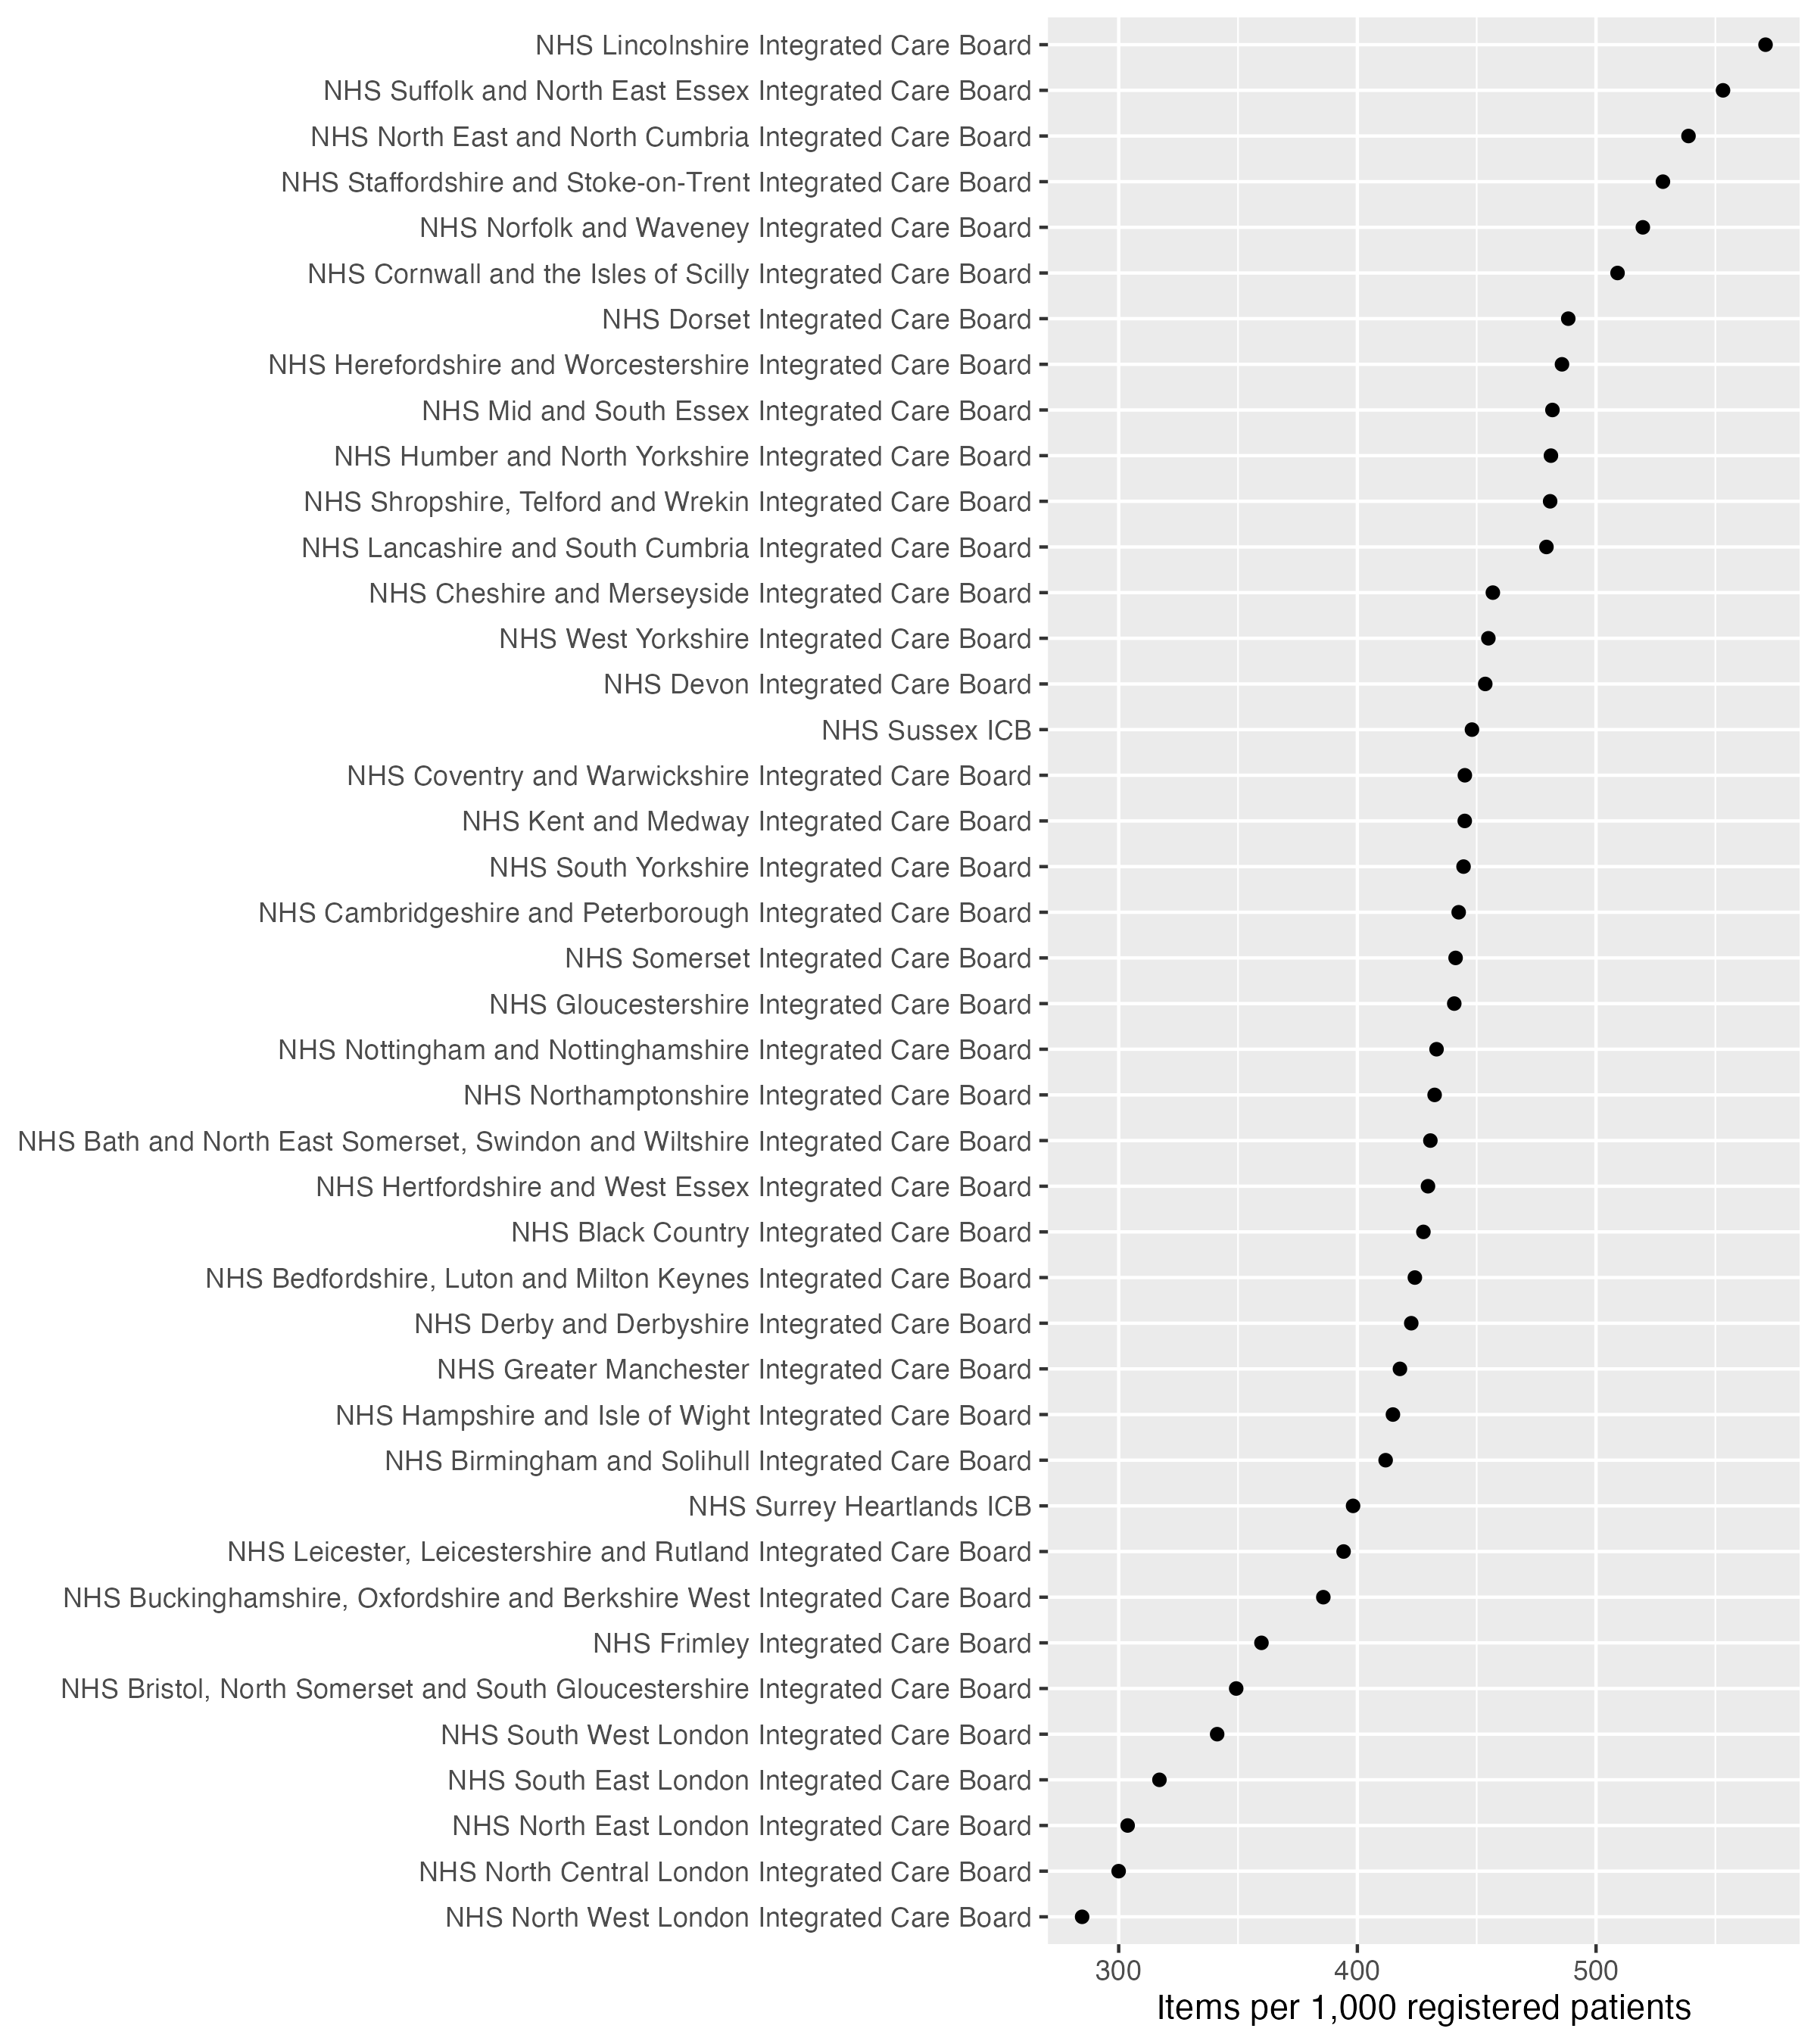 NHS Lincolnshire Integrated Care Board
NHS Suffolk and North East Essex Integrated Care Board
NHS North East and North Cumbria Integrated Care Board
NHS Staffordshire and Stoke-on-Trent Integrated Care Board
NHS Norfolk and Waveney Integrated Care Board
NHS Cornwall and the Isles of Scilly Integrated Care Board
NHS Dorset Integrated Care Board
NHS Herefordshire and Worcestershire Integrated Care Board
NHS Mid and South Essex Integrated Care Board
NHS Humber and North Yorkshire Integrated Care Board
NHS Shropshire, Telford and Wrekin Integrated Care Board
NHS Lancashire and South Cumbria Integrated Care Board
NHS Cheshire and Merseyside Integrated Care Board
NHS West Yorkshire Integrated Care Board
NHS Devon Integrated Care Board
NHS Sussex ICB
NHS Coventry and Warwickshire Integrated Care Board
NHS Kent and Medway Integrated Care Board
NHS South Yorkshire Integrated Care Board
NHS Cambridgeshire and Peterborough Integrated Care Board
NHS Somerset Integrated Care Board
NHS Gloucestershire Integrated Care Board
NHS Nottingham and Nottinghamshire Integrated Care Board
NHS Northamptonshire Integrated Care Board
NHS Bath and North East Somerset, Swindon and Wiltshire Integrated Care Board
NHS Hertfordshire and West Essex Integrated Care Board
NHS Black Country Integrated Care Board
NHS Bedfordshire, Luton and Milton Keynes Integrated Care Board
NHS Derby and Derbyshire Integrated Care Board
NHS Greater Manchester Integrated Care Board
NHS Hampshire and Isle of Wight Integrated Care Board
NHS Birmingham and Solihull Integrated Care Board
NHS Surrey Heartlands ICB
NHS Leicester, Leicestershire and Rutland Integrated Care Board
NHS Buckinghamshire, Oxfordshire and Berkshire West Integrated Care Board
NHS Frimley Integrated Care Board
NHS Bristol, North Somerset and South Gloucestershire Integrated Care Board
NHS South West London Integrated Care Board
NHS South East London Integrated Care Board
NHS North East London Integrated Care Board
NHS North Central London Integrated Care Board
NHS North West London Integrated Care Board
300 400 500
Items per 1,000 registered patients